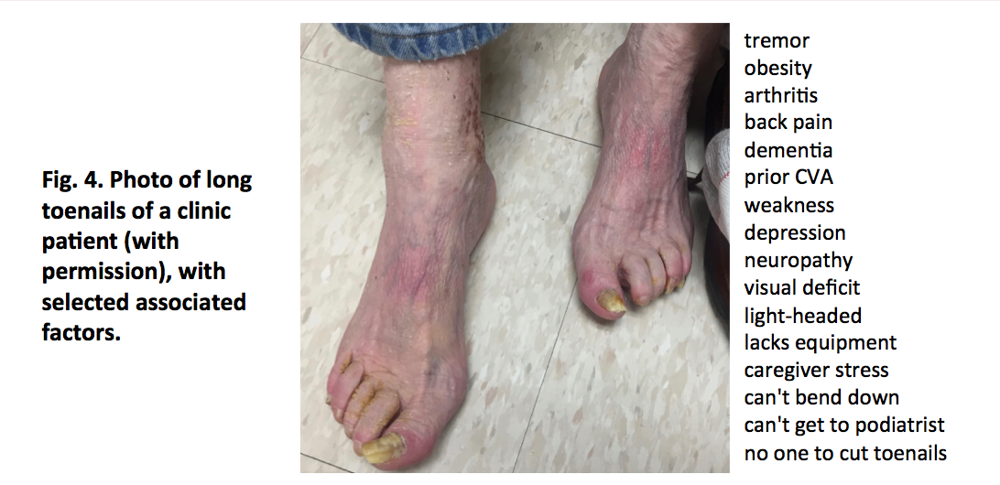 Fig. 4. Photo of long
toenails of a clinic
patient (with
permission), with
selected associated
factors.
tremor
obesity
arthritis
back pain
dementia
prior CVA
weakness
depression
neuropathy
visual deficit
light-headed
lacks equipment
caregiver stress
can't bend down
can't get to podiatrist
no one to cut toenails